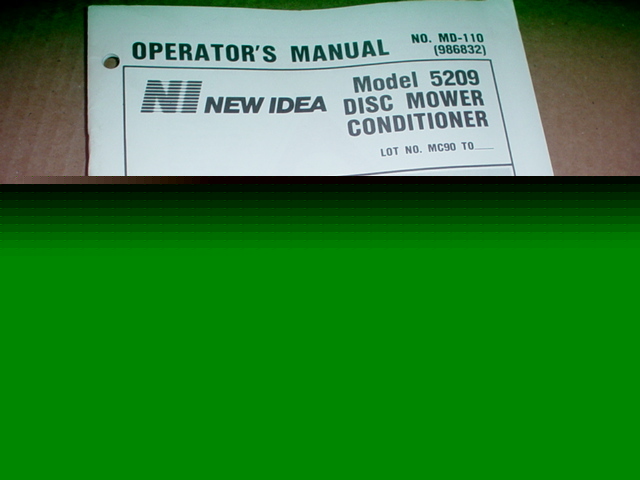 OPERATOR'S MANUAL
NO. MD-110
(986832)
NI NEW IDEA
Model 5209
DISC MOWER
CONDITIONER
LOT NO. MC90 TO